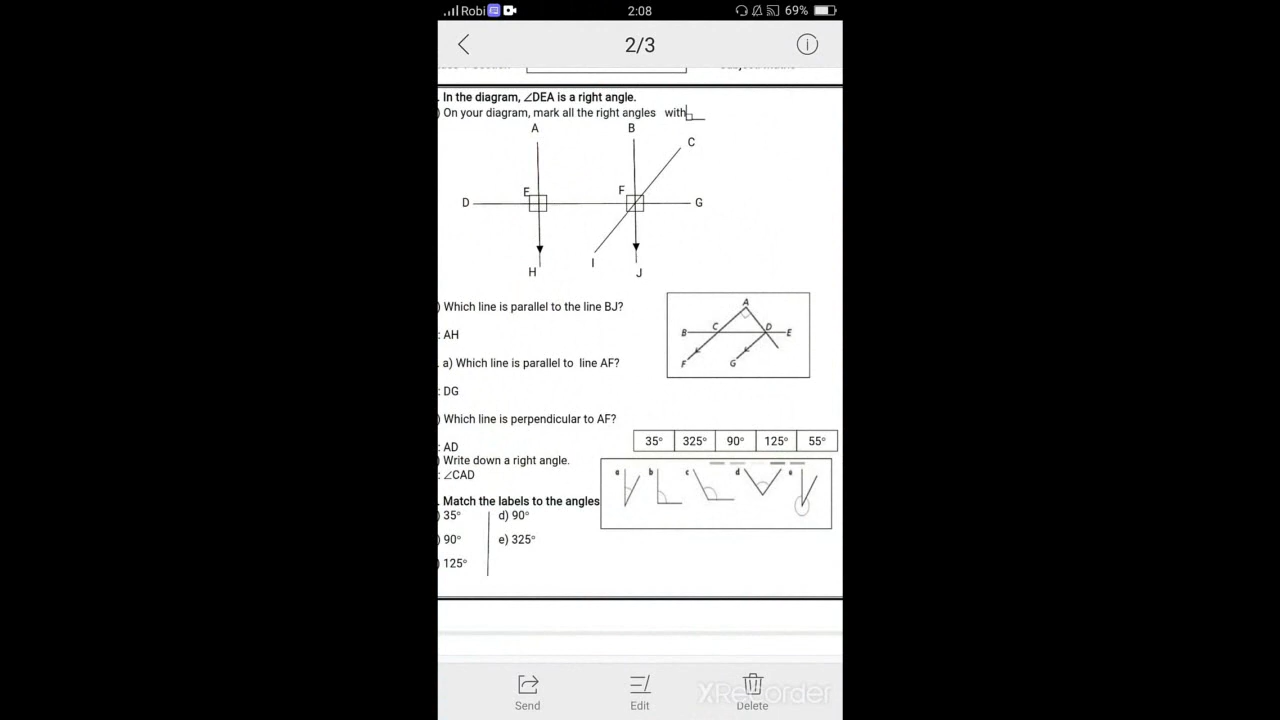 Robi 2:08 69%
2/3
. In the diagram, ∠DEA is a right angle.
) On your diagram, mark all the right angles with
A B
C
E F
D G
I
H J
) Which line is parallel to the line BJ?
: AH
. a) Which line is parallel to line AF?
: DG
A
B C D E
F G
) Which line is perpendicular to AF?
: AD
35° 325° 90° 125° 55°
) Write down a right angle.
: ∠CAD
a b c d e
. Match the labels to the angles
) 35° d) 90°
) 90° e) 325°
) 125°
XRecorder
Send Edit Delete